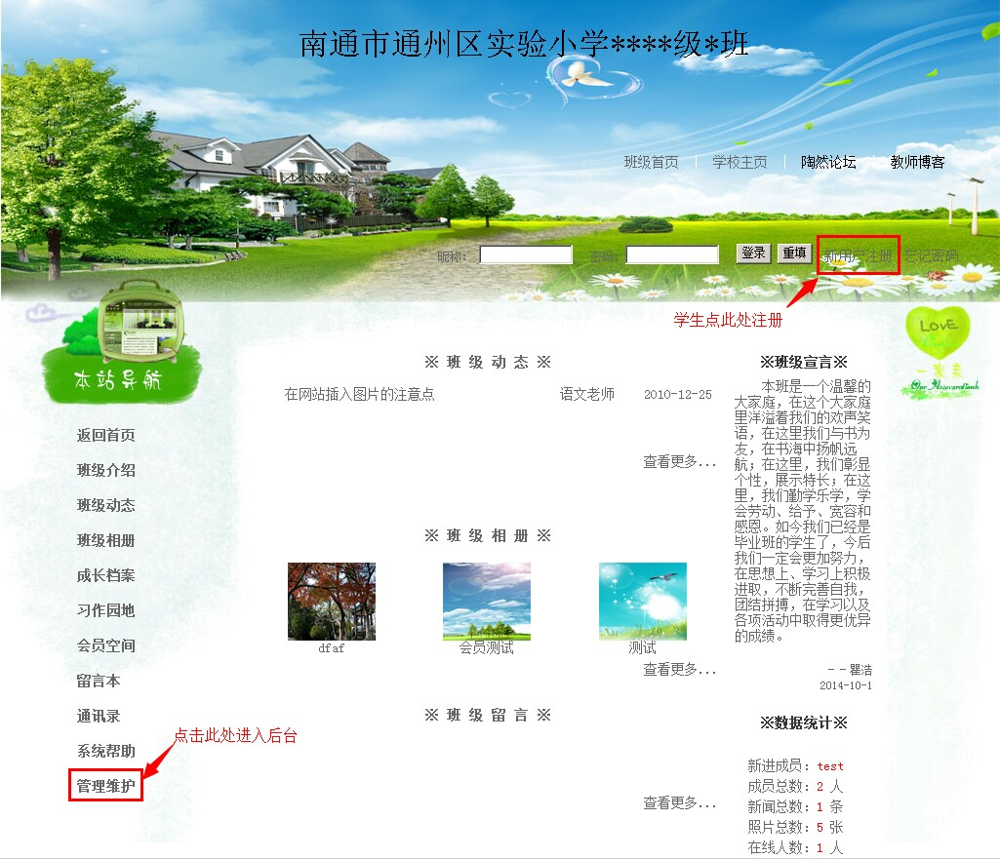 南通市通州区实验小学****级*班
班级首页 | 学校主页 | 陶然论坛 教师博客
昵称： 密码： 登录 重填 新用户注册 忘记密码
学生点此处注册
本站导航
返回首页
班级介绍
班级动态
班级相册
成长档案
习作园地
会员空间
留言本
通讯录
系统帮助
管理维护
点击此处进入后台
※ 班 级 动 态 ※
在网站插入图片的注意点 语文老师 2010-12-25
查看更多...
※ 班 级 相 册 ※
dfaf 会员测试 测试
查看更多...
※ 班 级 留 言 ※
查看更多...
LOVE
※班级宣言※
本班是一个温馨的
大家庭，在这个大家庭
里洋溢着我们的欢声笑
语，在这里我们与书为
友，在书海中扬帆远
航；在这里，我们彰显
个性，展示特长；在这
里，我们勤学乐学，学
会劳动、给予、宽容和
感恩。如今我们已经是
毕业班的学生了，今后
我们一定会更加努力，
在思想上、学习上积极
进取，不断完善自我，
团结拼搏，在学习以及
各项活动中取得更优异
的成绩。
－－瞿浩
2014-10-1
※数据统计※
新进成员：test
成员总数：2 人
新闻总数：1 条
照片总数：5 张
在线人数：1 人